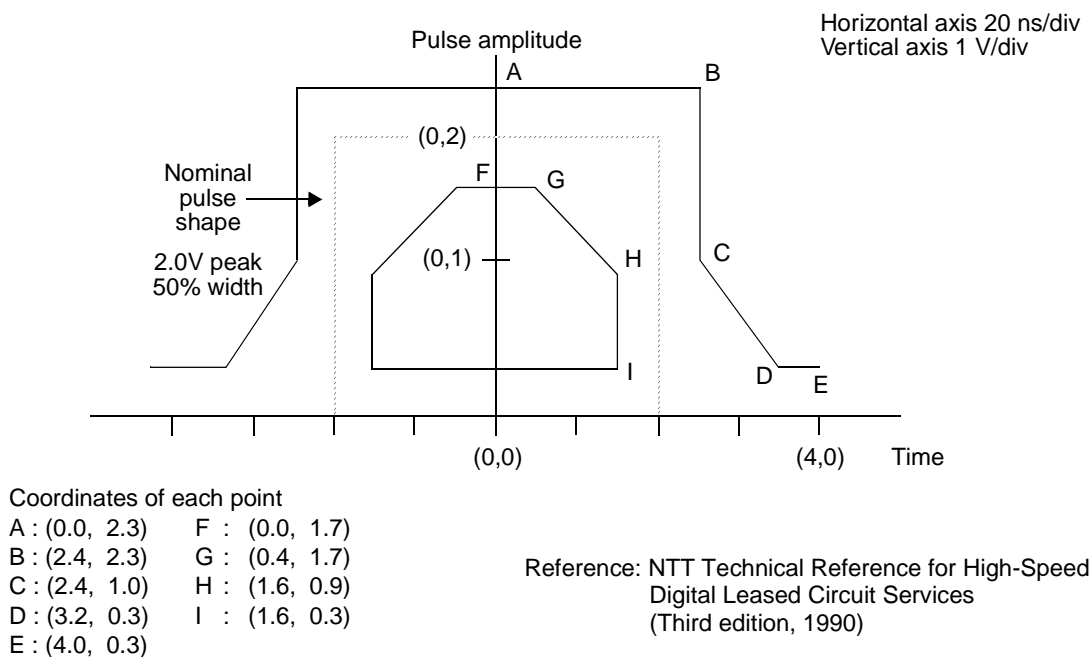 Horizontal axis 20 ns/div
Vertical axis 1 V/div
Pulse amplitude
A
B
(0,2)
Nominal
pulse
shape
F
G
2.0V peak
50% width
(0,1)
H
C
I
D
E
(0,0)
(4,0)
Time
Coordinates of each point
A : (0.0, 2.3) F : (0.0, 1.7)
B : (2.4, 2.3) G : (0.4, 1.7)
C : (2.4, 1.0) H : (1.6, 0.9)
D : (3.2, 0.3) I : (1.6, 0.3)
E : (4.0, 0.3)
Reference: NTT Technical Reference for High-Speed
Digital Leased Circuit Services
(Third edition, 1990)